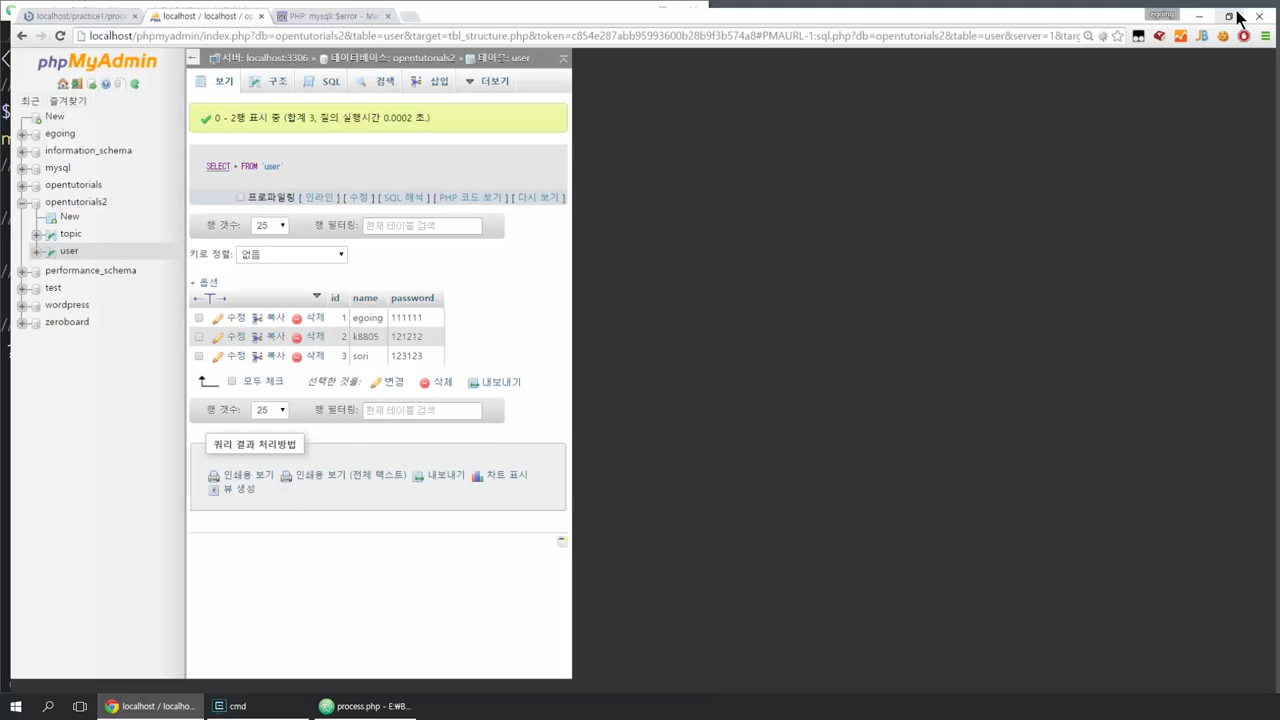 localhost/practice1/proce
localhost / localhost / op
PHP: mysqli::$error - Ma
egoing
localhost/phpmyadmin/index.php?db=opentutorials2&table=user&target=tbl_structure.php&token=c854e287abb95993600b28b9f3b574a8#PMAURL-1:sql.php?db=opentutorials2&table=user&server=1&targ
phpMyAdmin
최근 즐겨찾기
New
egoing
information_schema
mysql
opentutorials
opentutorials2
New
topic
user
performance_schema
test
wordpress
zeroboard
서버: localhost:3306 » 데이터베이스: opentutorials2 » 테이블: user
보기 구조 SQL 검색 삽입 더보기
0 - 2행 표시 중 (합계 3, 질의 실행시간 0.0002 초.)
SELECT * FROM `user`
프로파일링 [ 인라인 ] [ 수정 ] [ SQL 해석 ] [ PHP 코드 보기 ] [ 다시 보기 ]
행 갯수: 25 행 필터링: 현재 테이블 검색
키로 정렬: 없음
+ 옵션
←T→ id name password
수정 복사 삭제 1 egoing 111111
수정 복사 삭제 2 k8805 121212
수정 복사 삭제 3 sori 123123
모두 체크 선택한 것을: 변경 삭제 내보내기
행 갯수: 25 행 필터링: 현재 테이블 검색
쿼리 결과 처리방법
인쇄용 보기 인쇄용 보기 (전체 텍스트) 내보내기 차트 표시
뷰 생성
localhost / localho...
cmd
process.php - E:₩B...